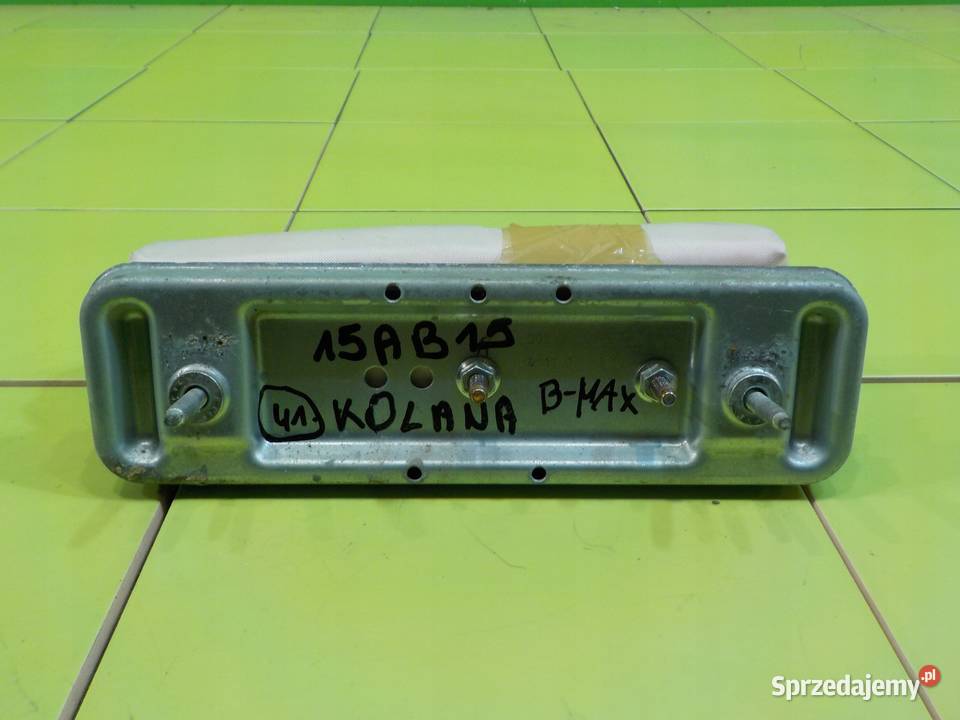 15AB15
41. KOLANA B-MAX
Sprzedajemy.pl